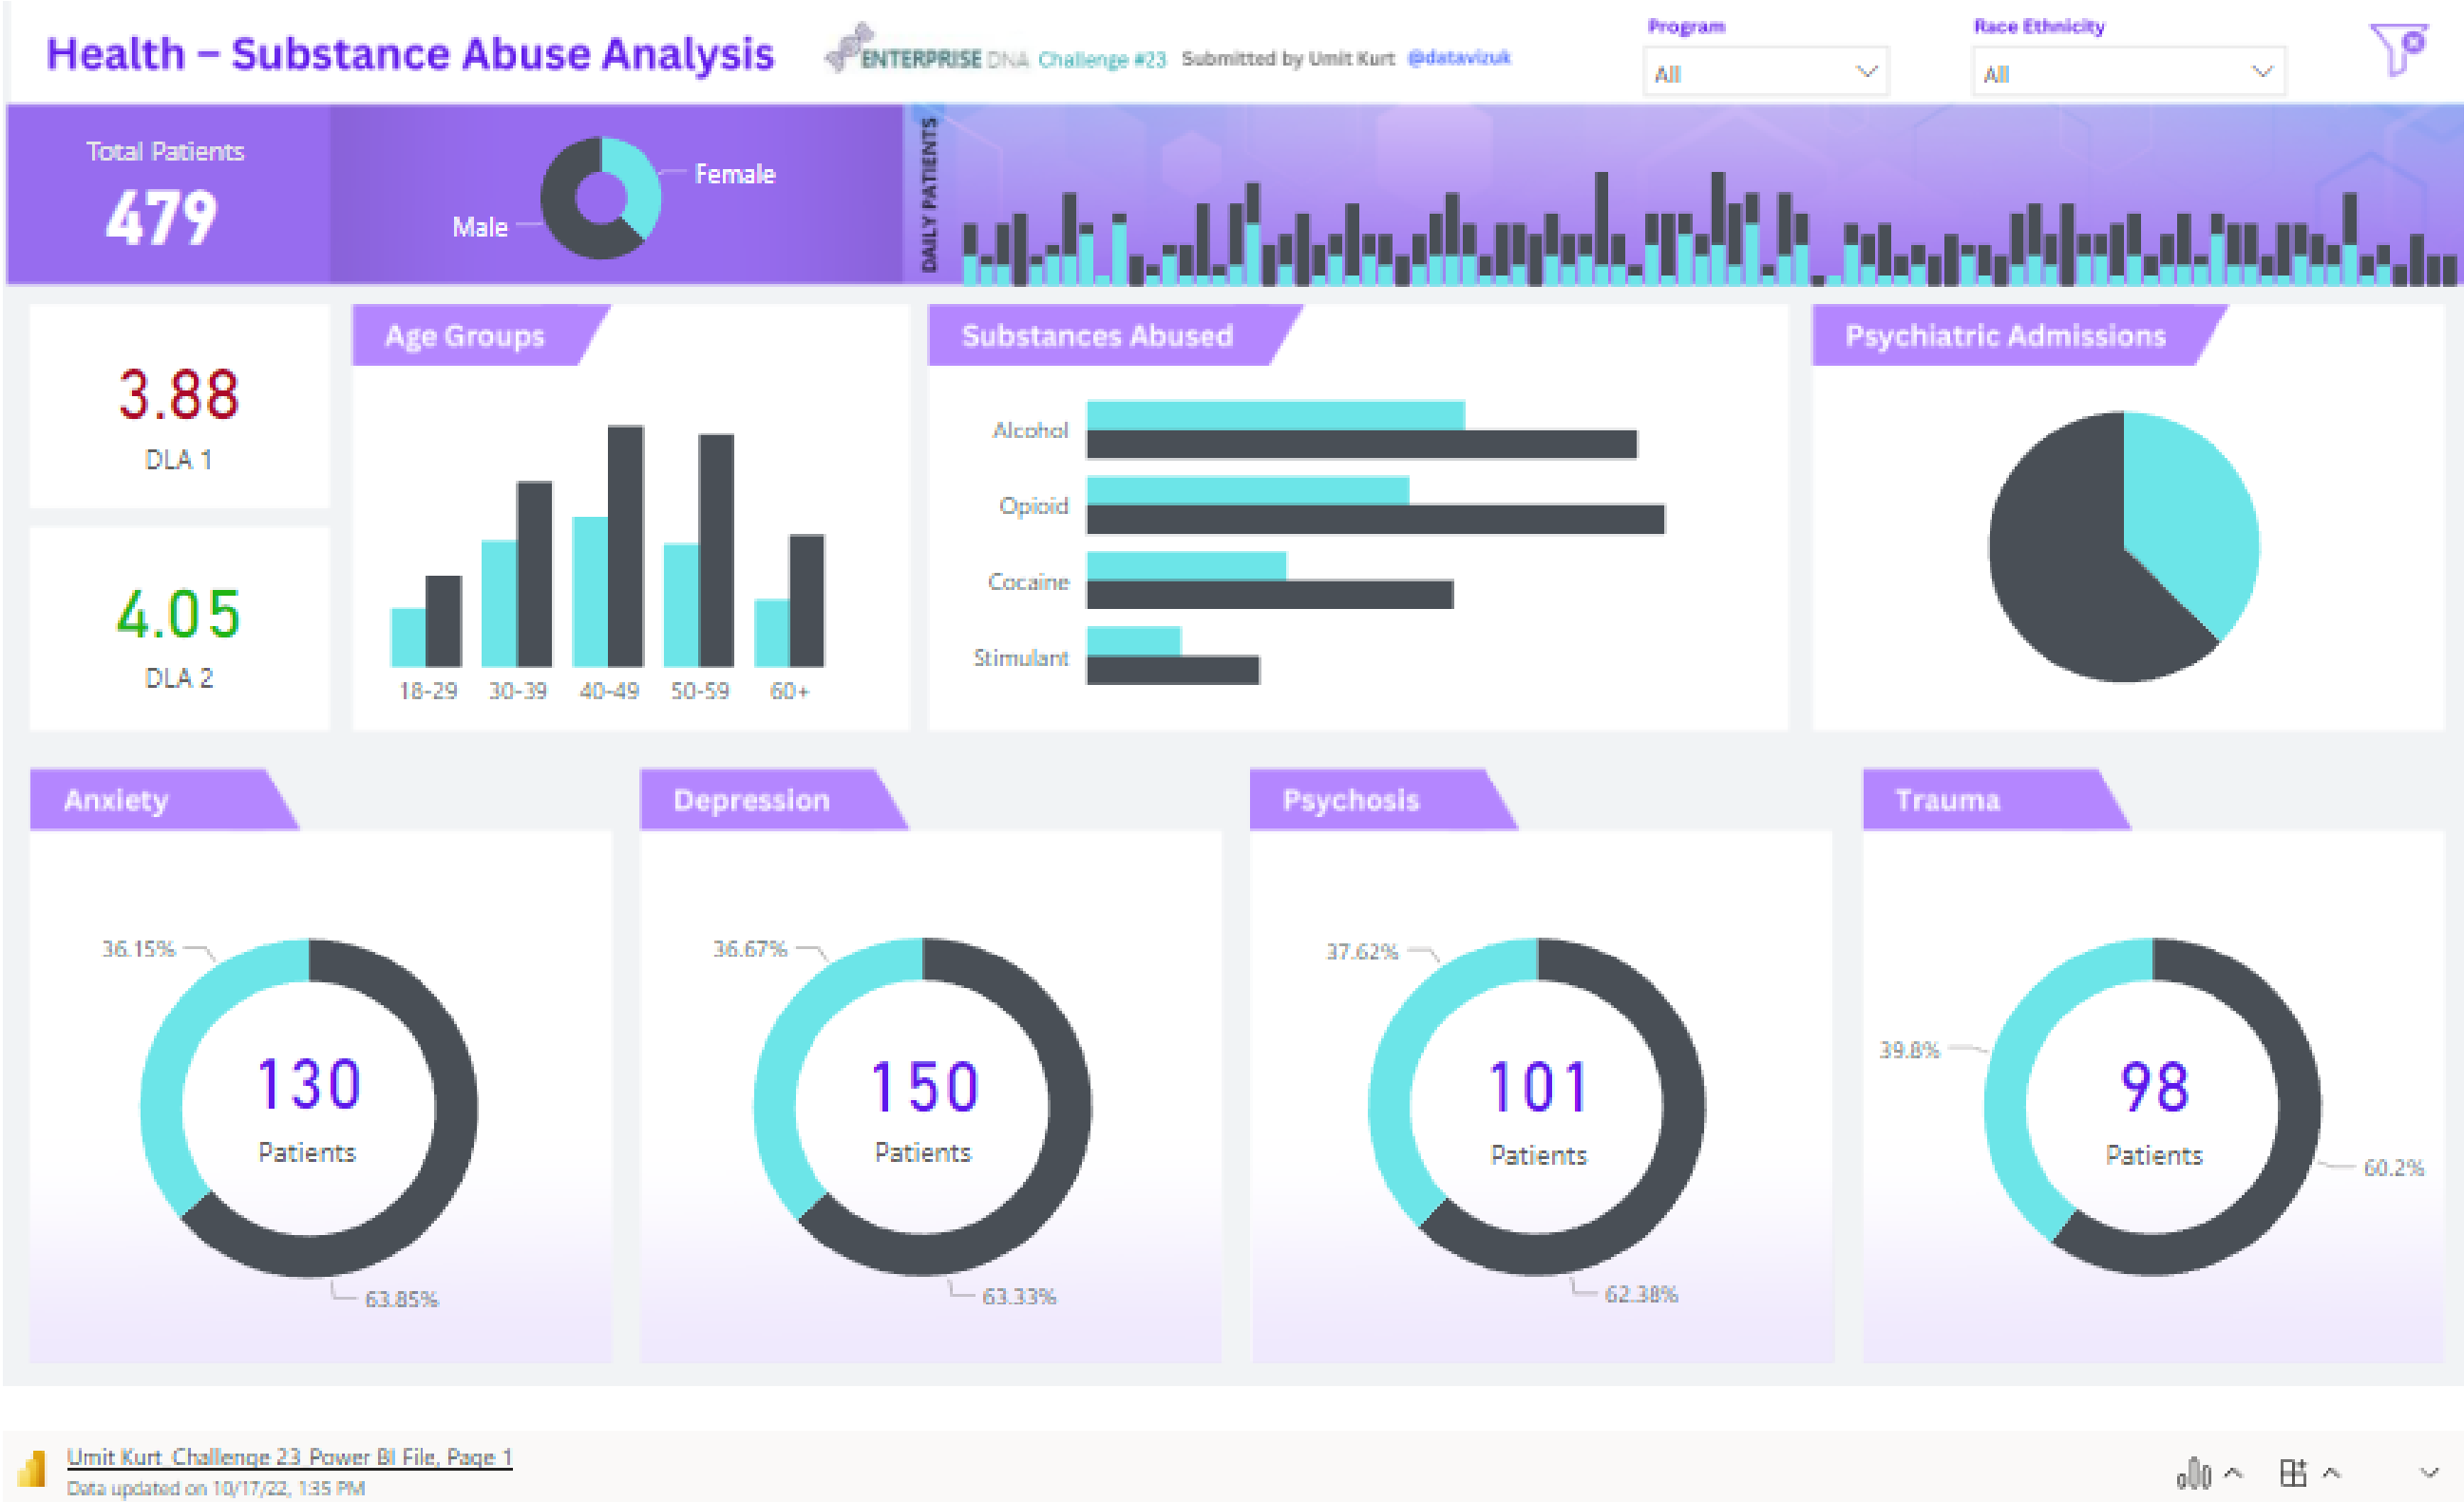 Health – Substance Abuse Analysis
ENTERPRISE DNA Challenge #23 Submitted by Umit Kurt @datavizuk
Program
All
Race Ethnicity
All
Total Patients
479
Female
Male
DAILY PATIENTS
3.88
DLA 1
4.05
DLA 2
Age Groups
18-29 30-39 40-49 50-59 60+
Substances Abused
Alcohol
Opioid
Cocaine
Stimulant
Psychiatric Admissions
Anxiety
36.15%
130
Patients
63.85%
Depression
36.67%
150
Patients
63.33%
Psychosis
37.62%
101
Patients
62.38%
Trauma
39.8%
98
Patients
60.2%
Umit Kurt_Challenge 23_Power BI File, Page 1
Data updated on 10/17/22, 1:35 PM